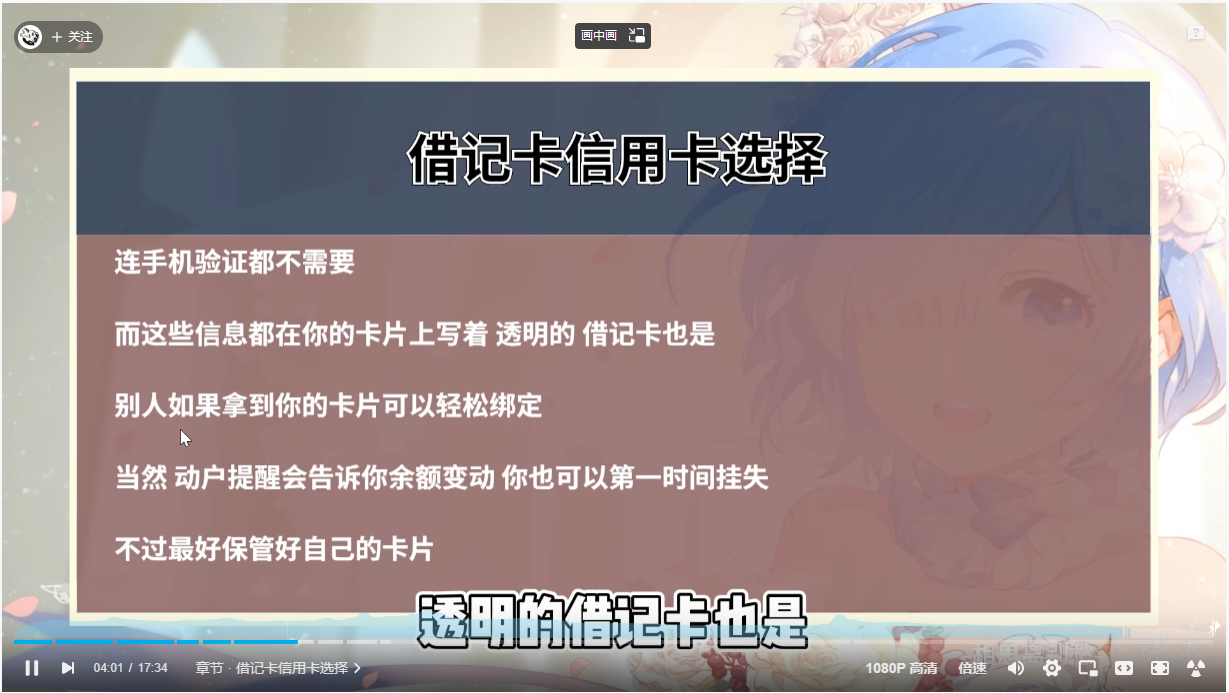 + 关注
画中画
?
借记卡信用卡选择
连手机验证都不需要
而这些信息都在你的卡片上写着 透明的 借记卡也是
别人如果拿到你的卡片可以轻松绑定
当然 动户提醒会告诉你余额变动 你也可以第一时间挂失
不过最好保管好自己的卡片
透明的借记卡也是
04:01 / 17:34
章节 · 借记卡信用卡选择 >
1080P 高清
倍速